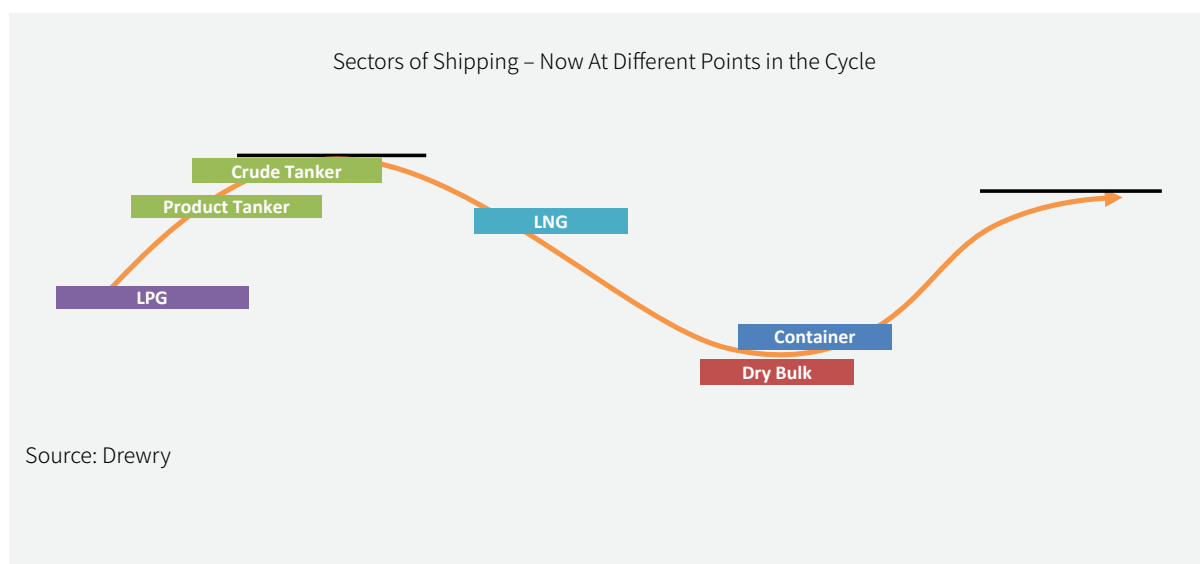 Sectors of Shipping – Now At Different Points in the Cycle
Crude Tanker
Product Tanker
LNG
LPG
Container
Dry Bulk
Source: Drewry